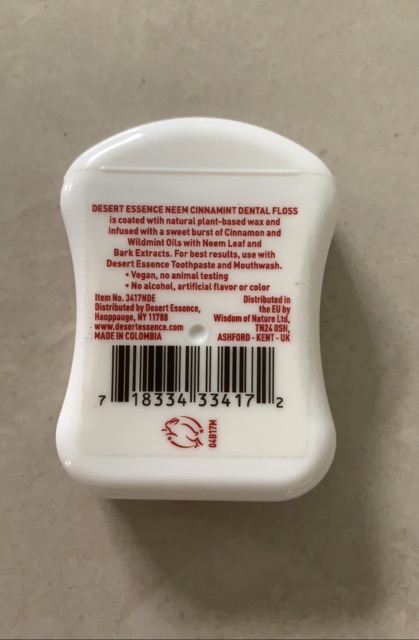 DESERT ESSENCE NEEM CINNAMINT DENTAL FLOSS
is coated wtih natural plant-based wax and
infused with a sweet burst of Cinnamon and
Wildmint Oils with Neem Leaf and
Bark Extracts. For best results, use with
Desert Essence Toothpaste and Mouthwash.
• Vegan, no animal testing
• No alcohol, artificial flavor or color
Item No. 3417NDE
Distributed by Desert Essence,
Hauppauge, NY 11788
www.desertessence.com
MADE IN COLOMBIA
Distributed in
the EU by
Wisdom of Nature Ltd,
TN24 0SH,
ASHFORD - KENT - UK
7 18334 33417 2
04B17M